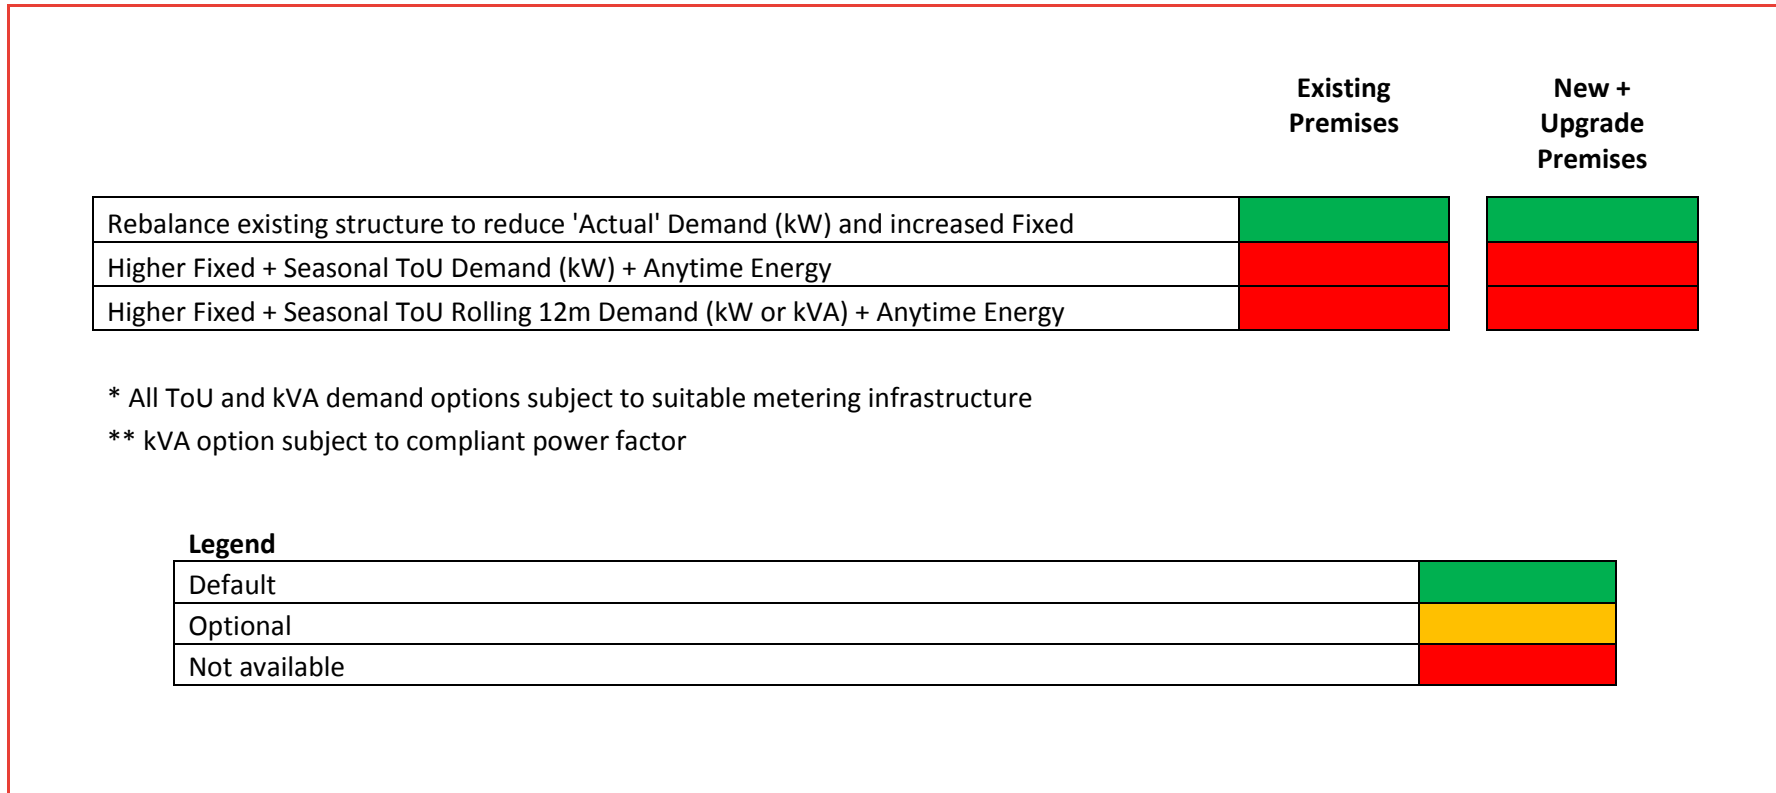 Existing
Premises
New +
Upgrade
Premises
Rebalance existing structure to reduce 'Actual' Demand (kW) and increased Fixed
Higher Fixed + Seasonal ToU Demand (kW) + Anytime Energy
Higher Fixed + Seasonal ToU Rolling 12m Demand (kW or kVA) + Anytime Energy
* All ToU and kVA demand options subject to suitable metering infrastructure
** kVA option subject to compliant power factor
Legend
Default
Optional
Not available